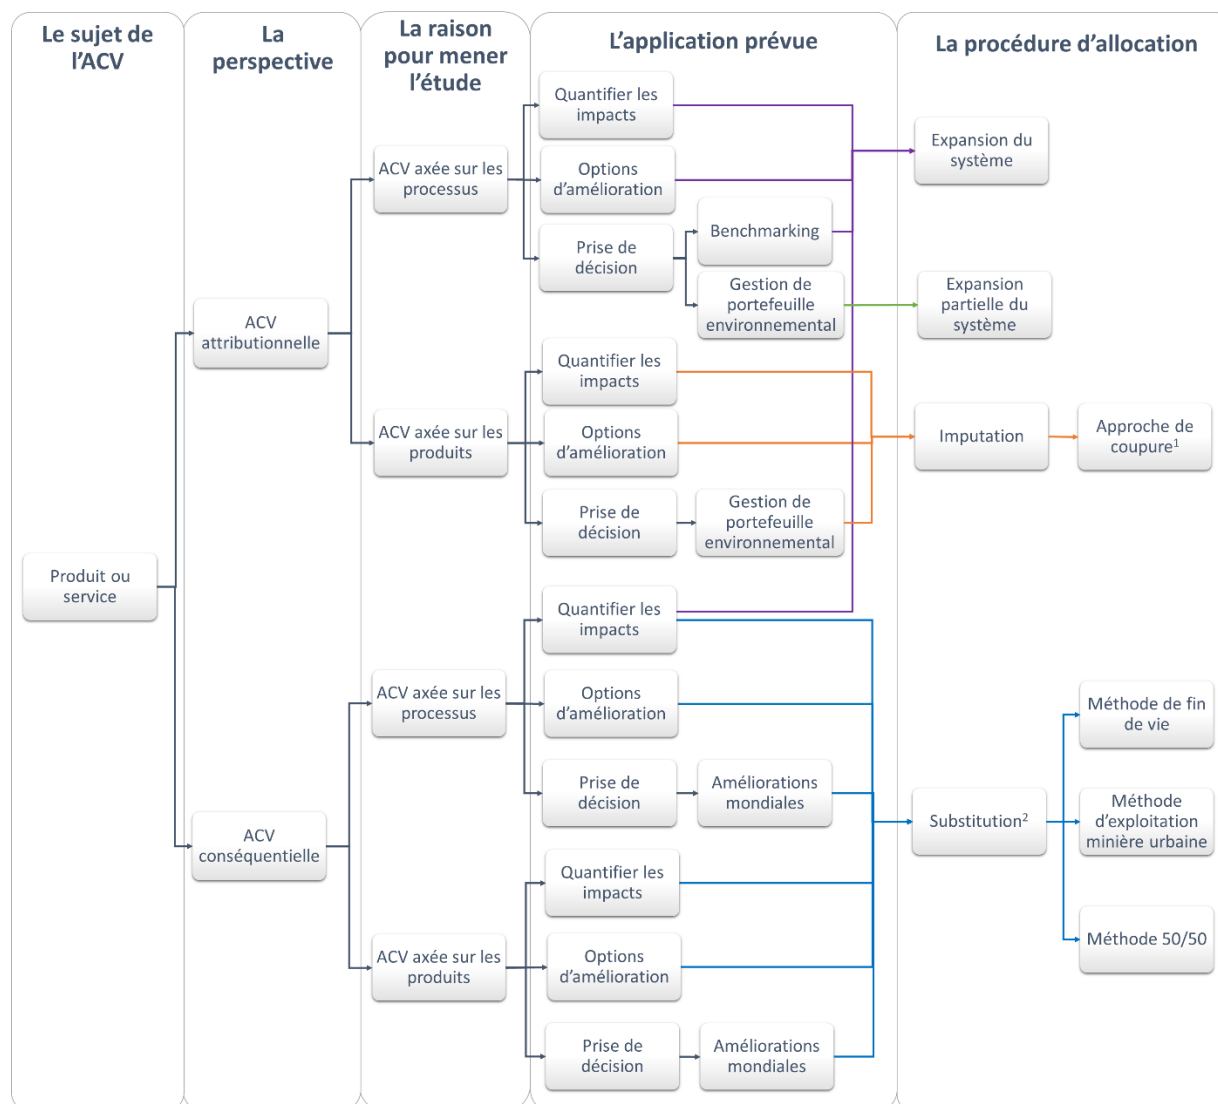 Le sujet de
l'ACV
La
perspective
La raison
pour mener
l'étude
L'application prévue
La procédure d'allocation
Quantifier les
impacts
ACV axée sur les
processus
Options
d'amélioration
Expansion du
système
Benchmarking
Prise de
décision
Gestion de
portefeuille
environnemental
Expansion
partielle du
système
ACV
attributionnelle
Quantifier les
impacts
ACV axée sur les
produits
Options
d'amélioration
Imputation
Approche de
coupure¹
Prise de
décision
Gestion de
portefeuille
environnemental
Produit ou
service
Quantifier les
impacts
ACV axée sur les
processus
Options
d'amélioration
Méthode de fin
de vie
Prise de
décision
Améliorations
mondiales
Substitution²
Méthode
d'exploitation
minière urbaine
ACV
conséquentielle
Quantifier les
impacts
ACV axée sur les
produits
Options
d'amélioration
Méthode 50/50
Prise de
décision
Améliorations
mondiales